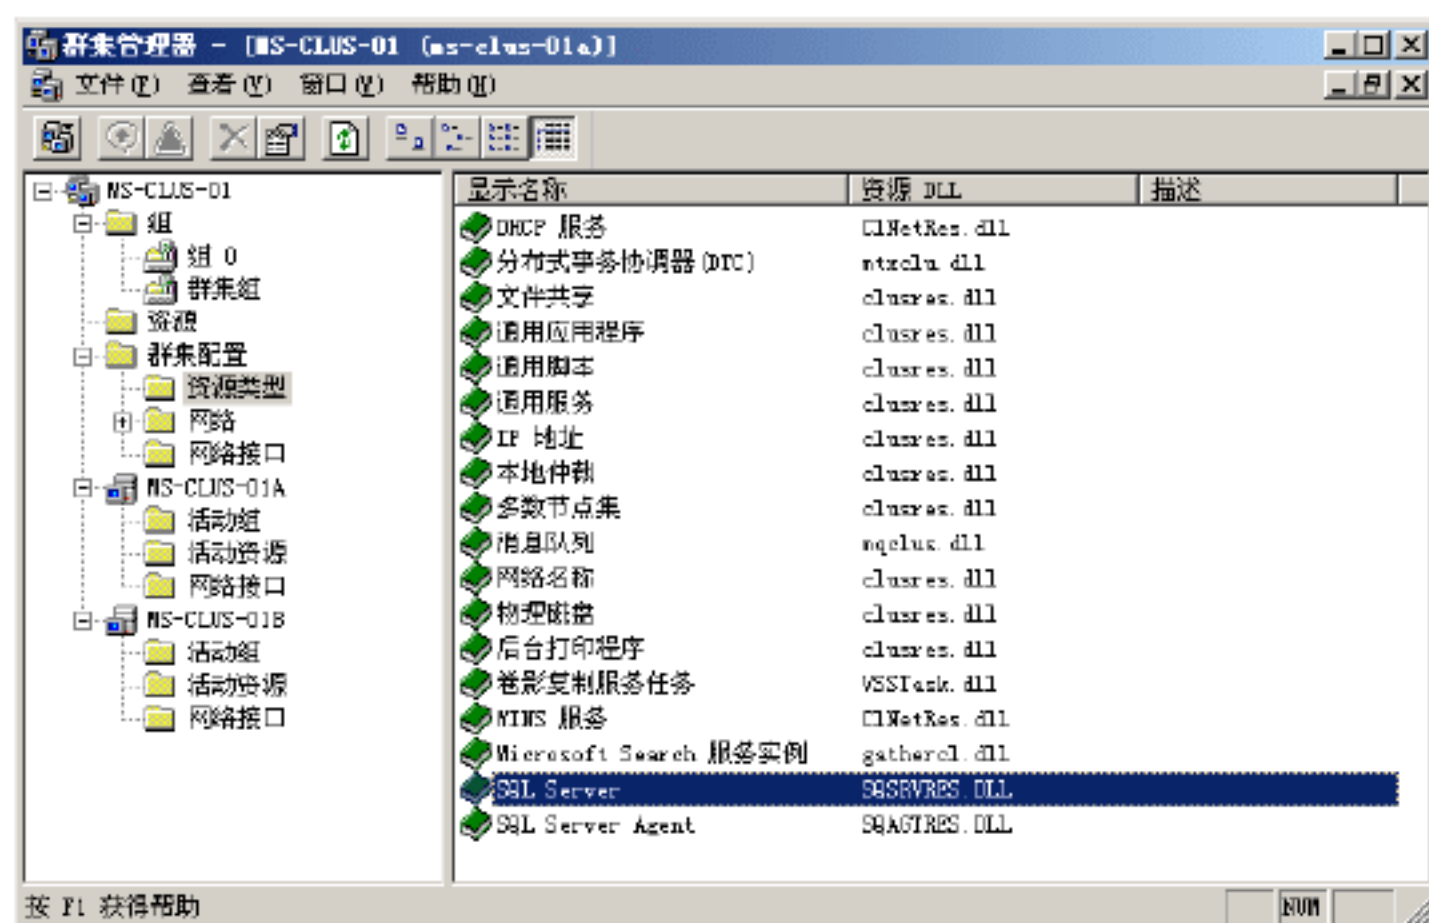 群集管理器 - [MS-CLUS-01 (ms-clus-01a)]
文件(F) 查看(V) 窗口(W) 帮助(H)
MS-CLUS-01
组
组 0
群集组
资源
群集配置
资源类型
网络
网络接口
MS-CLUS-01A
活动组
活动资源
网络接口
MS-CLUS-01B
活动组
活动资源
网络接口
显示名称 资源 DLL 描述
DHCP 服务 ClNetRes.dll
分布式事务协调器(DTC) mtxclu.dll
文件共享 clusres.dll
通用应用程序 clusres.dll
通用脚本 clusres.dll
通用服务 clusres.dll
IP 地址 clusres.dll
本地仲裁 clusres.dll
多数节点集 clusres.dll
消息队列 mqclus.dll
网络名称 clusres.dll
物理磁盘 clusres.dll
后台打印程序 clusres.dll
卷影复制服务任务 VSSTask.dll
WINS 服务 ClNetRes.dll
Microsoft Search 服务实例 gathercl.dll
SQL Server SQSRVRES.DLL
SQL Server Agent SQAGTRES.DLL
按 F1 获得帮助 NUM